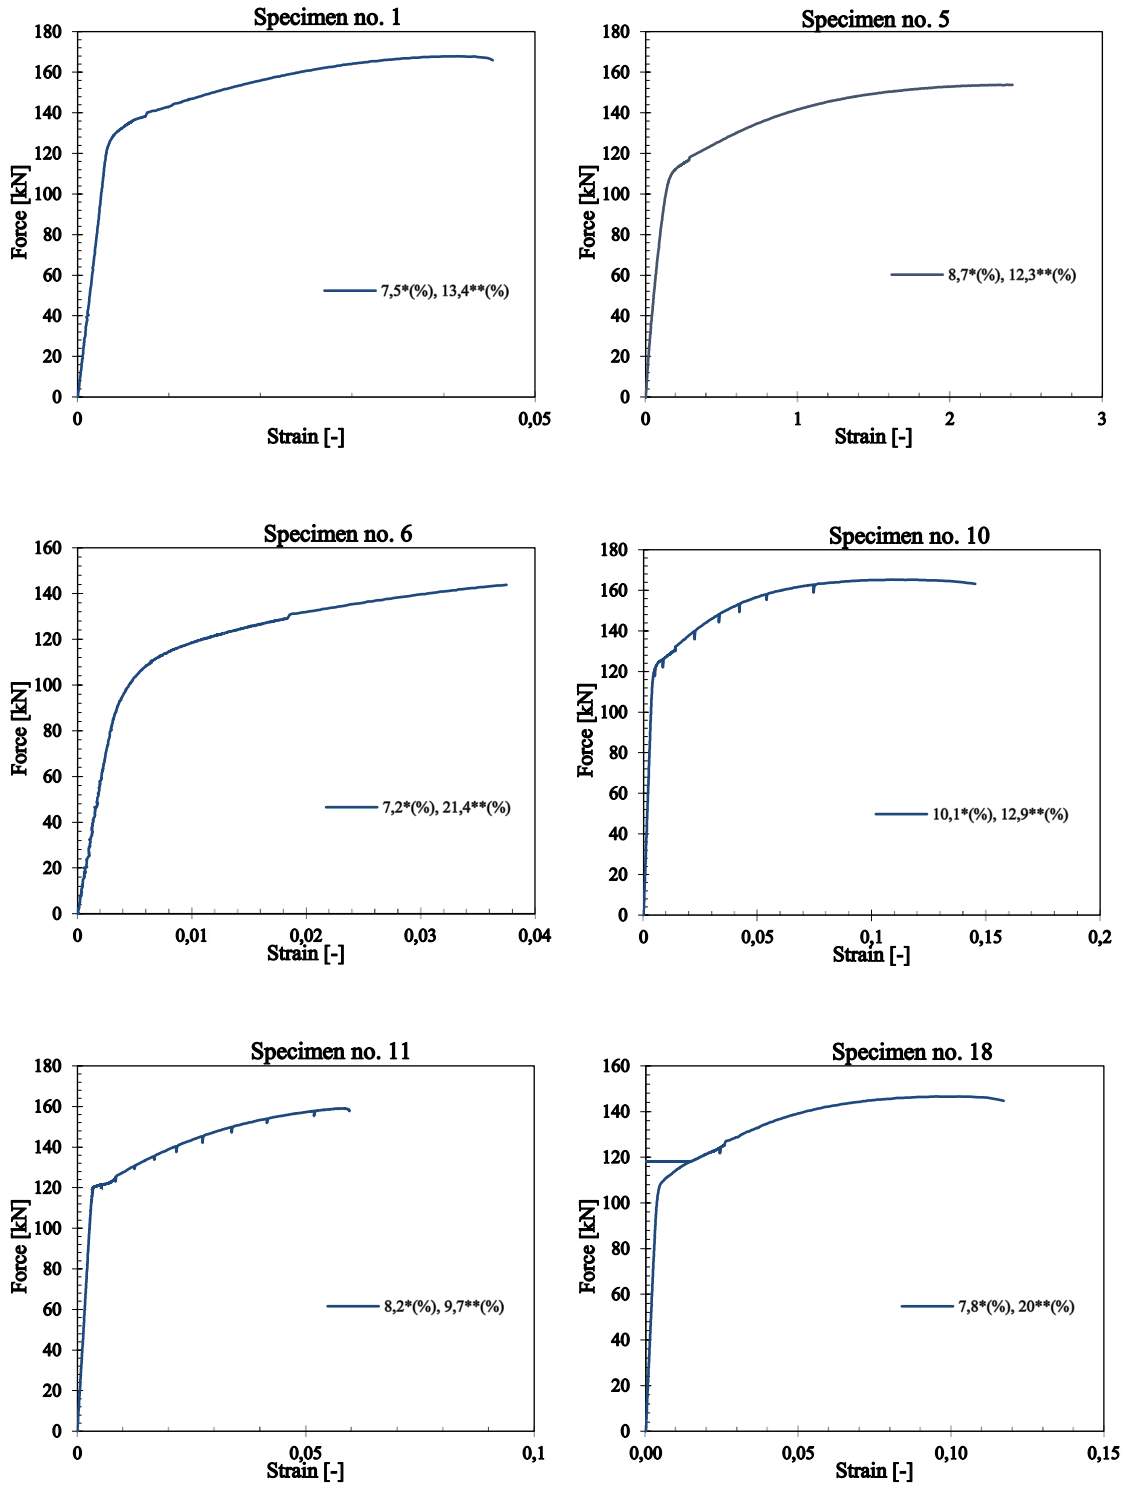 Specimen no. 1
180
160
140
120
100
80
60
40
20
0
Force [kN]
7,5*(%), 13,4**(%)
0 0,05
Strain [-]
Specimen no. 5
180
160
140
120
100
80
60
40
20
0
Force [kN]
8,7*(%), 12,3**(%)
0 1 2 3
Strain [-]
Specimen no. 6
160
140
120
100
80
60
40
20
0
Force [kN]
7,2*(%), 21,4**(%)
0 0,01 0,02 0,03 0,04
Strain [-]
Specimen no. 10
180
160
140
120
100
80
60
40
20
0
Force [kN]
10,1*(%), 12,9**(%)
0 0,05 0,1 0,15 0,2
Strain [-]
Specimen no. 11
180
160
140
120
100
80
60
40
20
0
Force [kN]
8,2*(%), 9,7**(%)
0 0,05 0,1
Strain [-]
Specimen no. 18
160
140
120
100
80
60
40
20
0
Force [kN]
7,8*(%), 20**(%)
0,00 0,05 0,10 0,15
Strain [-]